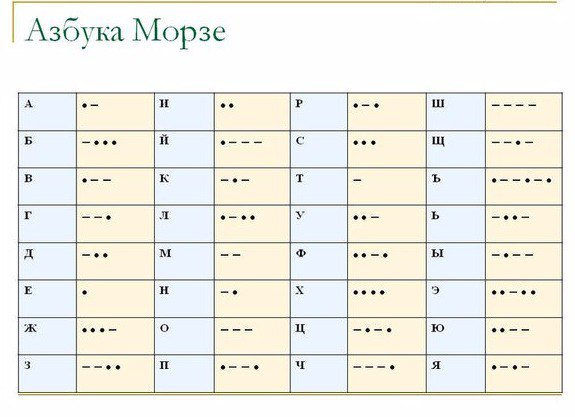 Азбука Морзе
А •– И •• Р •–• Ш ––––
Б –••• Й •––– С ••• Щ ––•–
В •–– К –•– Т – Ъ •––•–•
Г ––• Л •–•• У ••– Ь –••–
Д –•• М –– Ф ••–• Ы –•––
Е • Н –• Х •••• Э ••–••
Ж •••– О ––– Ц –•–• Ю ••––
З ––•• П •––• Ч –––• Я •–•–